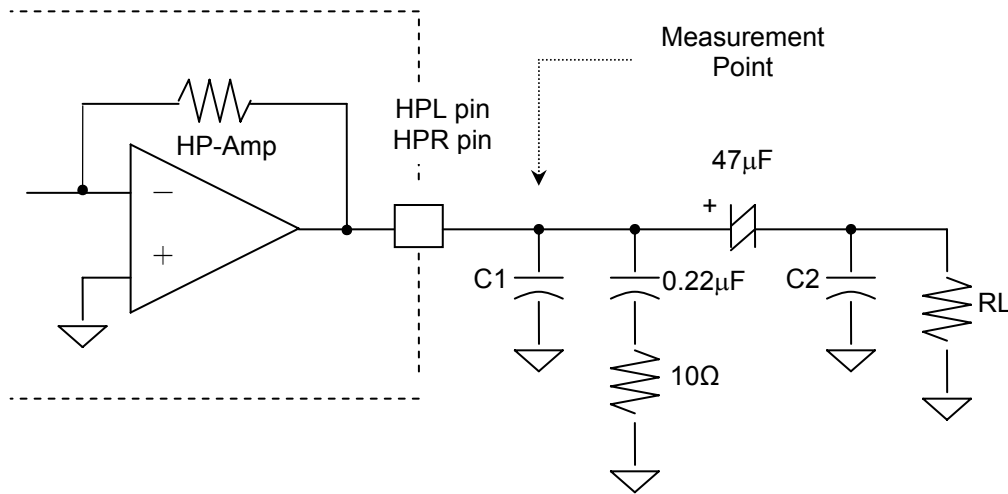 Measurement
Point
HPL pin
HPR pin
HP-Amp
47μF
+
−
+
C1
0.22μF
C2
RL
10Ω